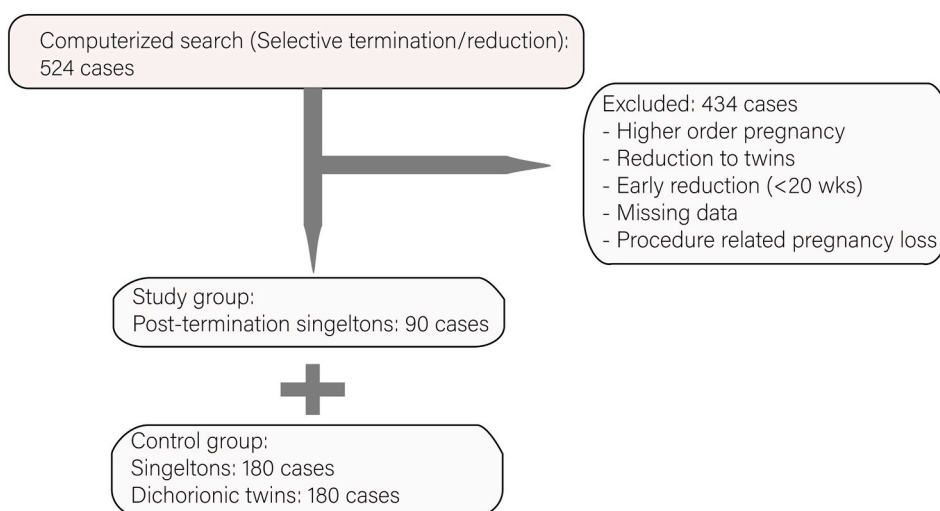 Computerized search (Selective termination/reduction):
524 cases
Excluded: 434 cases
- Higher order pregnancy
- Reduction to twins
- Early reduction (<20 wks)
- Missing data
- Procedure related pregnancy loss
Study group:
Post-termination singeltons: 90 cases
Control group:
Singeltons: 180 cases
Dichorionic twins: 180 cases